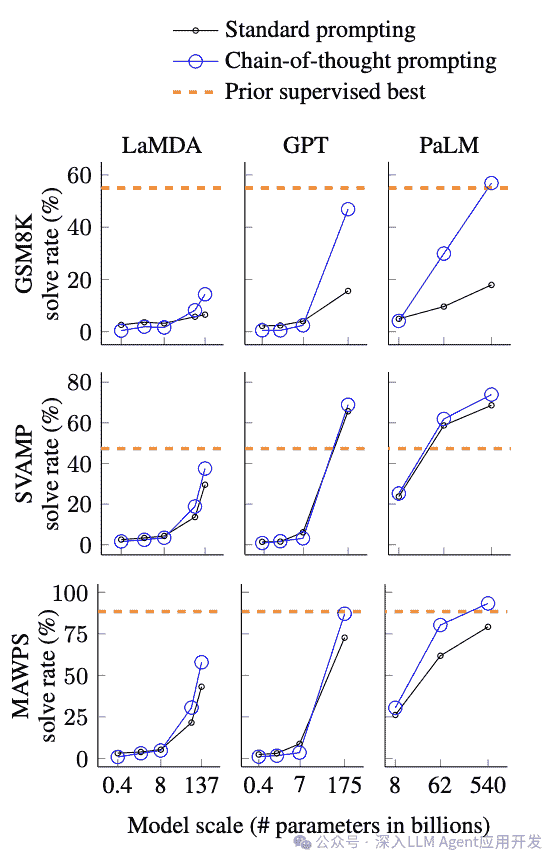 Standard prompting
Chain-of-thought prompting
Prior supervised best
LaMDA GPT PaLM
GSM8K
solve rate (%)
60
40
20
0
SVAMP
solve rate (%)
80
60
40
20
0
MAWPS
solve rate (%)
100
75
50
25
0
0.4 8 137 0.4 7 175 8 62 540
Model scale (# parameters in billions)
公众号 · 深入LLM Agent应用开发